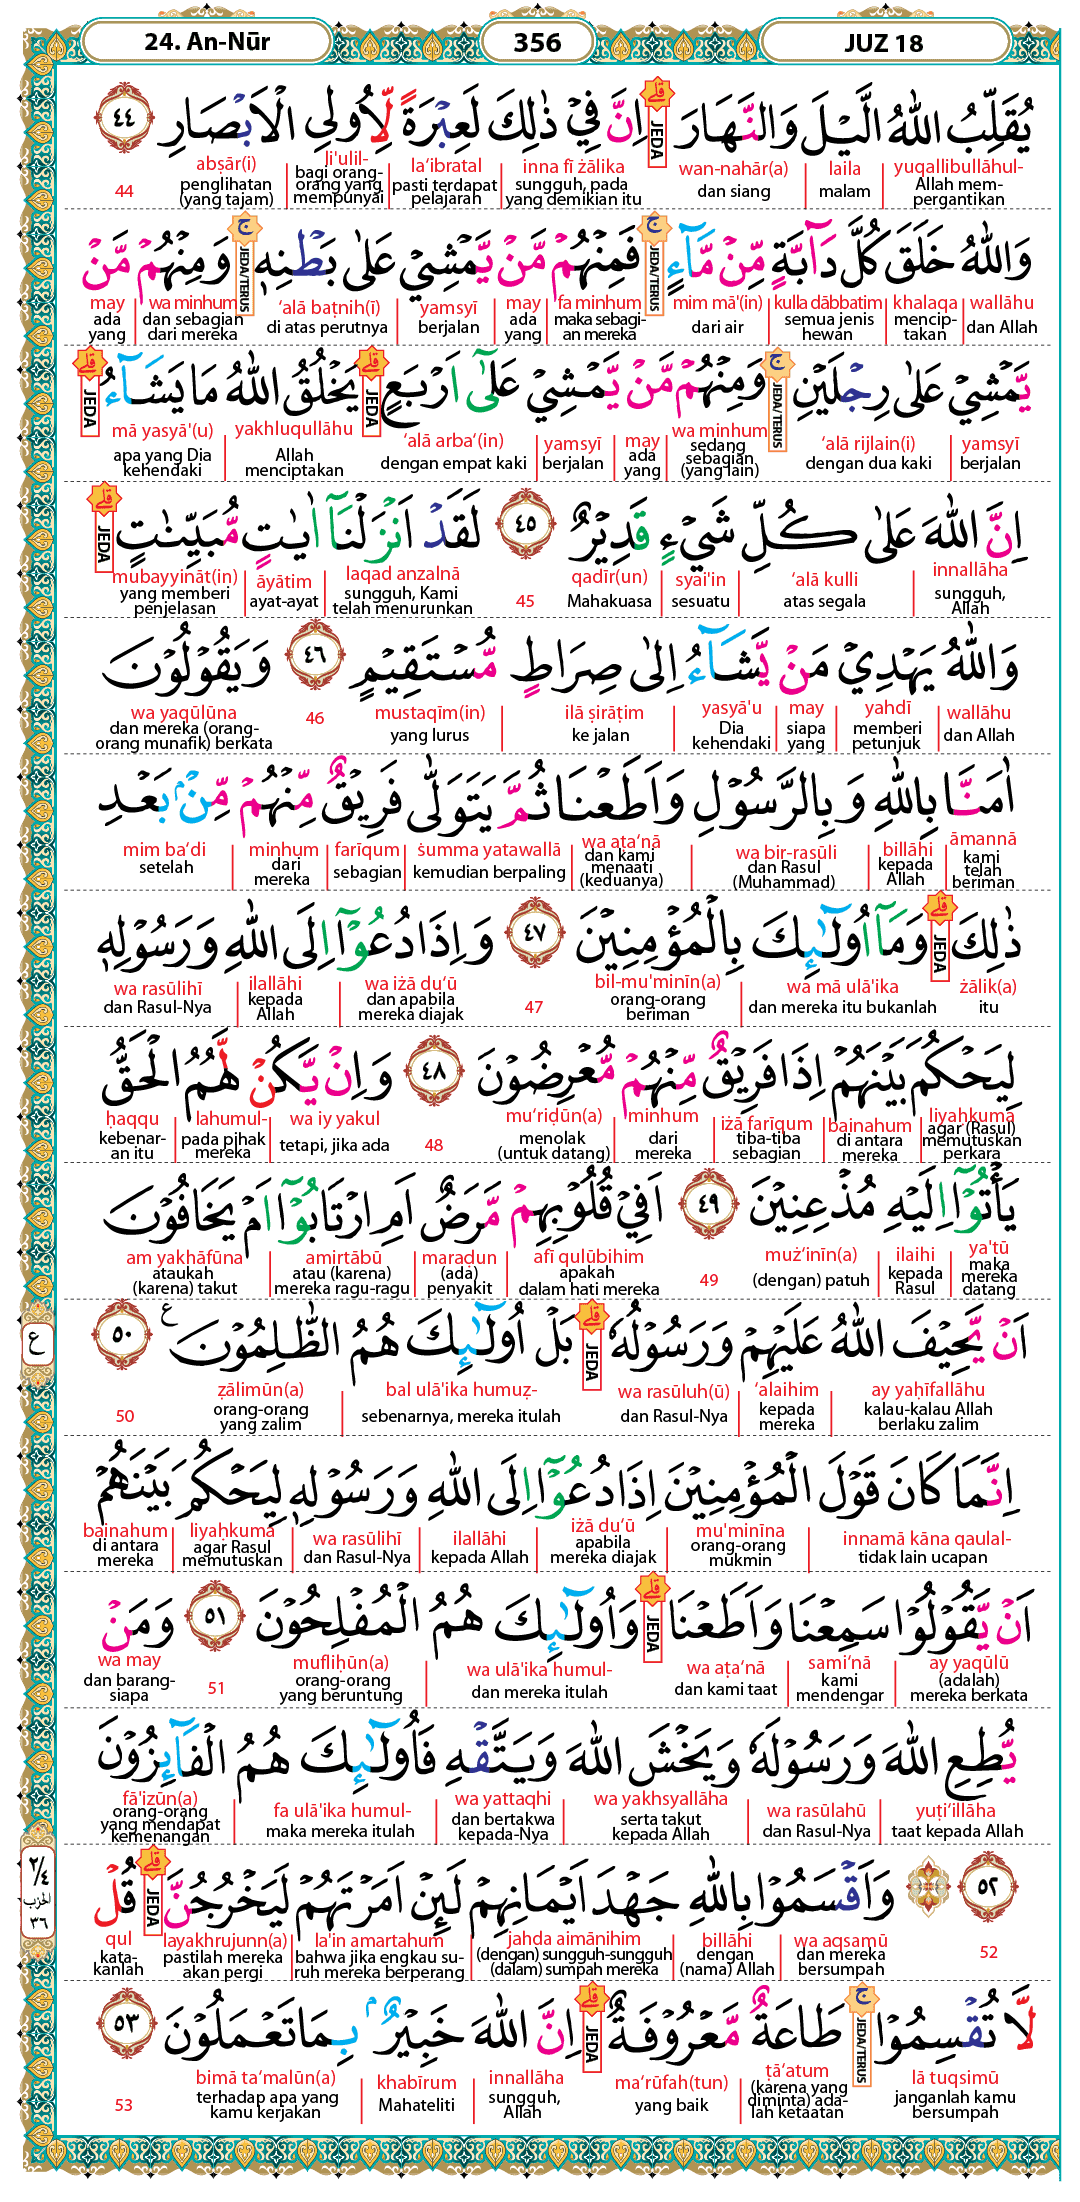 24. An-Nūr 356 JUZ 18
يُقَلِّبُ اللّٰهُ الَّيْلَ وَالنَّهَارَۗ قلى JEDA اِنَّ فِيْ ذٰلِكَ لَعِبْرَةً لِّاُولِى الْاَبْصَارِ ٤٤
yuqallibullāhul- laila wan-nahār(a) inna fī żālika la‘ibratal li'ulil- abṣār(i)
Allah mem-pergantikan malam dan siang sungguh, pada yang demikian itu pasti terdapat pelajarah bagi orang-orang yang mempunyai penglihatan (yang tajam) 44
وَاللّٰهُ خَلَقَ كُلَّ دَاۤبَّةٍ مِّنْ مَّاۤءٍ ج JEDA/TERUS فَمِنْهُمْ مَّنْ يَّمْشِيْ عَلٰى بَطْنِهٖ ج JEDA/TERUS وَمِنْهُمْ مَّنْ
wallāhu khalaqa kulla dābbatim mim mā'(in) fa minhum may yamsyī ‘alā baṭnih(ī) wa minhum may
dan Allah mencip-takan semua jenis hewan dari air maka sebagi-an mereka ada yang berjalan di atas perutnya dan sebagian dari mereka ada yang
يَّمْشِيْ عَلٰى رِجْلَيْنِ ج JEDA/TERUS وَمِنْهُمْ مَّنْ يَّمْشِيْ عَلٰٓى اَرْبَعٍ قلى JEDA يَخْلُقُ اللّٰهُ مَا يَشَاۤءُ قلى JEDA
yamsyī ‘alā rijlain(i) wa minhum may yamsyī ‘alā arba‘(in) yakhluqullāhu mā yasyā'(u)
berjalan dengan dua kaki sedang sebagian (yang lain) ada yang berjalan dengan empat kaki Allah menciptakan apa yang Dia kehendaki
اِنَّ اللّٰهَ عَلٰى كُلِّ شَيْءٍ قَدِيْرٌ ٤٥ لَقَدْ اَنْزَلْنَآ اٰيٰتٍ مُّبَيِّنٰتٍ قلى JEDA
innallāha ‘alā kulli syai'in qadīr(un) laqad anzalnā āyātim mubayyināt(in)
sungguh, Allah atas segala sesuatu Mahakuasa 45 sungguh, Kami telah menurunkan ayat-ayat yang memberi penjelasan
وَاللّٰهُ يَهْدِيْ مَنْ يَّشَاۤءُ اِلٰى صِرَاطٍ مُّسْتَقِيْمٍ ٤٦ وَيَقُوْلُوْنَ
wallāhu yahdī may yasyā'u ilā ṣirāṭim mustaqīm(in) wa yaqūlūna
dan Allah memberi petunjuk siapa yang Dia kehendaki ke jalan yang lurus 46 dan mereka (orang-orang munafik) berkata
اٰمَنَّا بِاللّٰهِ وَبِالرَّسُوْلِ وَاَطَعْنَا ثُمَّ يَتَوَلّٰى فَرِيْقٌ مِّنْهُمْ مِّنْۢ بَعْدِ
āmannā billāhi wa bir-rasūli wa ata‘nā ṡumma yatawallā farīqum minhum mim ba‘di
kami telah beriman kepada Allah dan Rasul (Muhammad) dan kami menaati (keduanya) kemudian berpaling sebagian dari mereka setelah
ذٰلِكَ قلى JEDA وَمَآ اُولٰۤىِٕكَ بِالْمُؤْمِنِيْنَ ٤٧ وَاِذَا دُعُوْٓا اِلَى اللّٰهِ وَرَسُوْلِهٖ
żālik(a) wa mā ulā'ika bil-mu'minīn(a) wa iżā du‘ū ilallāhi wa rasūlihī
itu dan mereka itu bukanlah orang-orang beriman 47 dan apabila mereka diajak kepada Allah dan Rasul-Nya
لِيَحْكُمَ بَيْنَهُمْ اِذَا فَرِيْقٌ مِّنْهُمْ مُّعْرِضُوْنَ ٤٨ وَاِنْ يَّكُنْ لَّهُمُ الْحَقُّ
liyaḥkuma bainahum iżā farīqum minhum mu‘riḍūn(a) wa iy yakul lahumul- ḥaqqu
agar (Rasul) memutuskan perkara di antara mereka tiba-tiba sebagian dari mereka menolak (untuk datang) 48 tetapi, jika ada pada pihak mereka kebenar-an itu
يَأْتُوْٓا اِلَيْهِ مُذْعِنِيْنَ ٤٩ اَفِيْ قُلُوْبِهِمْ مَّرَضٌ اَمِ ارْتَابُوْٓا اَمْ يَخَافُوْنَ
ya'tū ilaihi muż‘inīn(a) afī qulūbihim maraḍun amirtābū am yakhāfūna
maka mereka datang kepada Rasul (dengan) patuh 49 apakah dalam hati mereka (ada) penyakit atau (karena) mereka ragu-ragu ataukah (karena) takut
اَنْ يَّحِيْفَ اللّٰهُ عَلَيْهِمْ وَرَسُوْلُهٗ قلى JEDA بَلْ اُولٰۤىِٕكَ هُمُ الظّٰلِمُوْنَ ع ٥٠ ع
ay yaḥīfallāhu ‘alaihim wa rasūluh(ū) bal ulā'ika humuẓ- ẓālimūn(a)
kalau-kalau Allah berlaku zalim kepada mereka dan Rasul-Nya sebenarnya, mereka itulah orang-orang yang zalim 50
اِنَّمَا كَانَ قَوْلَ الْمُؤْمِنِيْنَ اِذَا دُعُوْٓا اِلَى اللّٰهِ وَرَسُوْلِهٖ لِيَحْكُمَ بَيْنَهُمْ
innamā kāna qaulal- mu'minīna iżā du‘ū ilallāhi wa rasūlihī liyaḥkuma bainahum
tidak lain ucapan orang-orang mukmin apabila mereka diajak kepada Allah dan Rasul-Nya agar Rasul memutuskan di antara mereka
اَنْ يَّقُوْلُوْا سَمِعْنَا وَاَطَعْنَا قلى JEDA وَاُولٰۤىِٕكَ هُمُ الْمُفْلِحُوْنَ ٥١ وَمَنْ
ay yaqūlū sami‘nā wa aṭa‘nā wa ulā'ika humul- mufliḥūn(a) wa may
(adalah) mereka berkata kami mendengar dan kami taat dan mereka itulah orang-orang yang beruntung 51 dan barang-siapa
يُّطِعِ اللّٰهَ وَرَسُوْلَهٗ وَيَخْشَ اللّٰهَ وَيَتَّقْهِ فَاُولٰۤىِٕكَ هُمُ الْفَاۤىِٕزُوْنَ
yuṭi‘illāha wa rasūlahū wa yakhsyallāha wa yattaqhi fa ulā'ika humul- fā'izūn(a)
taat kepada Allah dan Rasul-Nya serta takut kepada Allah dan bertakwa kepada-Nya maka mereka itulah orang-orang yang mendapat kemenangan
٥٢ وَاَقْسَمُوْا بِاللّٰهِ جَهْدَ اَيْمَانِهِمْ لَىِٕنْ اَمَرْتَهُمْ لَيَخْرُجُنَّ قلى JEDA قُلْ ٢/٤ الحزب ٣٦
wa aqsamū billāhi jahda aimānihim la'in amartahum layakhrujunn(a) qul
52 dan mereka bersumpah dengan (nama) Allah (dengan) sungguh-sungguh (dalam) sumpah mereka bahwa jika engkau su-ruh mereka berperang pastilah mereka akan pergi kata-kanlah
لَّا تُقْسِمُوْا ج JEDA/TERUS طَاعَةٌ مَّعْرُوْفَةٌ قلى JEDA اِنَّ اللّٰهَ خَبِيْرٌۢ بِمَا تَعْمَلُوْنَ ٥٣
lā tuqsimū ṭā‘atum ma‘rūfah(tun) innallāha khabīrum bimā ta‘malūn(a)
janganlah kamu bersumpah (karena yang diminta) ada-lah ketaatan yang baik sungguh, Allah Mahateliti terhadap apa yang kamu kerjakan 53